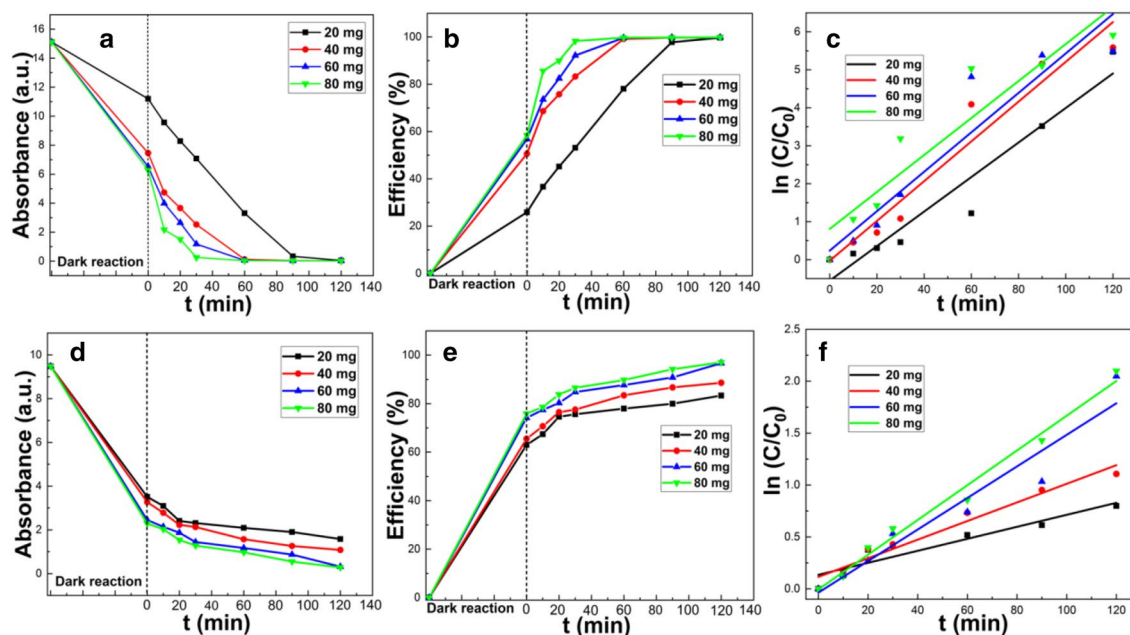 a
16
14
12
10
8
6
4
2
0
Absorbance (a.u.)
20 mg
40 mg
60 mg
80 mg
Dark reaction
0 20 40 60 80 100 120 140
t (min)
b
100
80
60
40
20
0
Efficiency (%)
20 mg
40 mg
60 mg
80 mg
Dark reaction
0 20 40 60 80 100 120 140
t (min)
c
6
5
4
3
2
1
0
ln (C/C0)
20 mg
40 mg
60 mg
80 mg
0 20 40 60 80 100 120
t (min)
d
10
8
6
4
2
0
Absorbance (a.u.)
20 mg
40 mg
60 mg
80 mg
Dark reaction
0 20 40 60 80 100 120 140
t (min)
e
100
80
60
40
20
0
Efficiency (%)
20 mg
40 mg
60 mg
80 mg
Dark reaction
0 20 40 60 80 100 120 140
t (min)
f
2.5
2.0
1.5
1.0
0.5
0.0
ln (C/C0)
20 mg
40 mg
60 mg
80 mg
0 20 40 60 80 100 120
t (min)